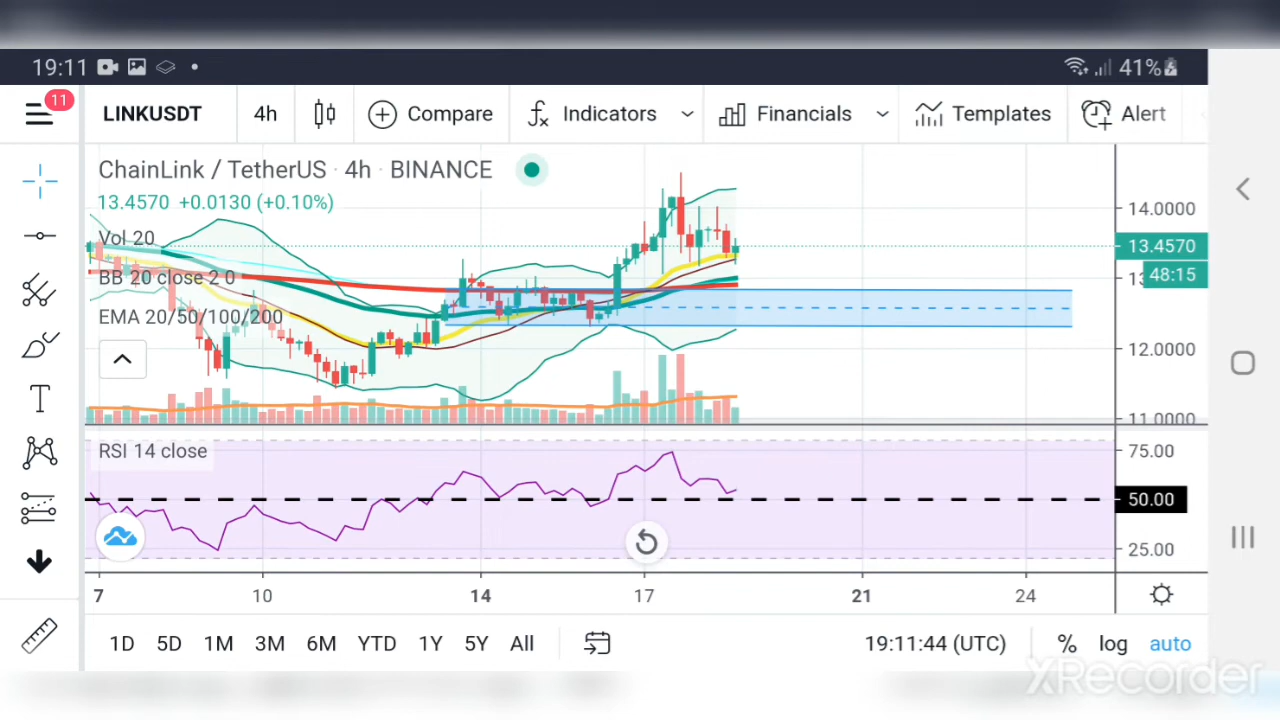 19:11 41%
11 LINKUSDT 4h Compare Indicators Financials Templates Alert
ChainLink / TetherUS · 4h · BINANCE
13.4570 +0.0130 (+0.10%)
Vol 20
BB 20 close 2 0
EMA 20/50/100/200
14.0000
13.4570
48:15
12.0000
11.0000
RSI 14 close
75.00
50.00
25.00
7 10 14 17 21 24
1D 5D 1M 3M 6M YTD 1Y 5Y All 19:11:44 (UTC) % log auto
XRecorder